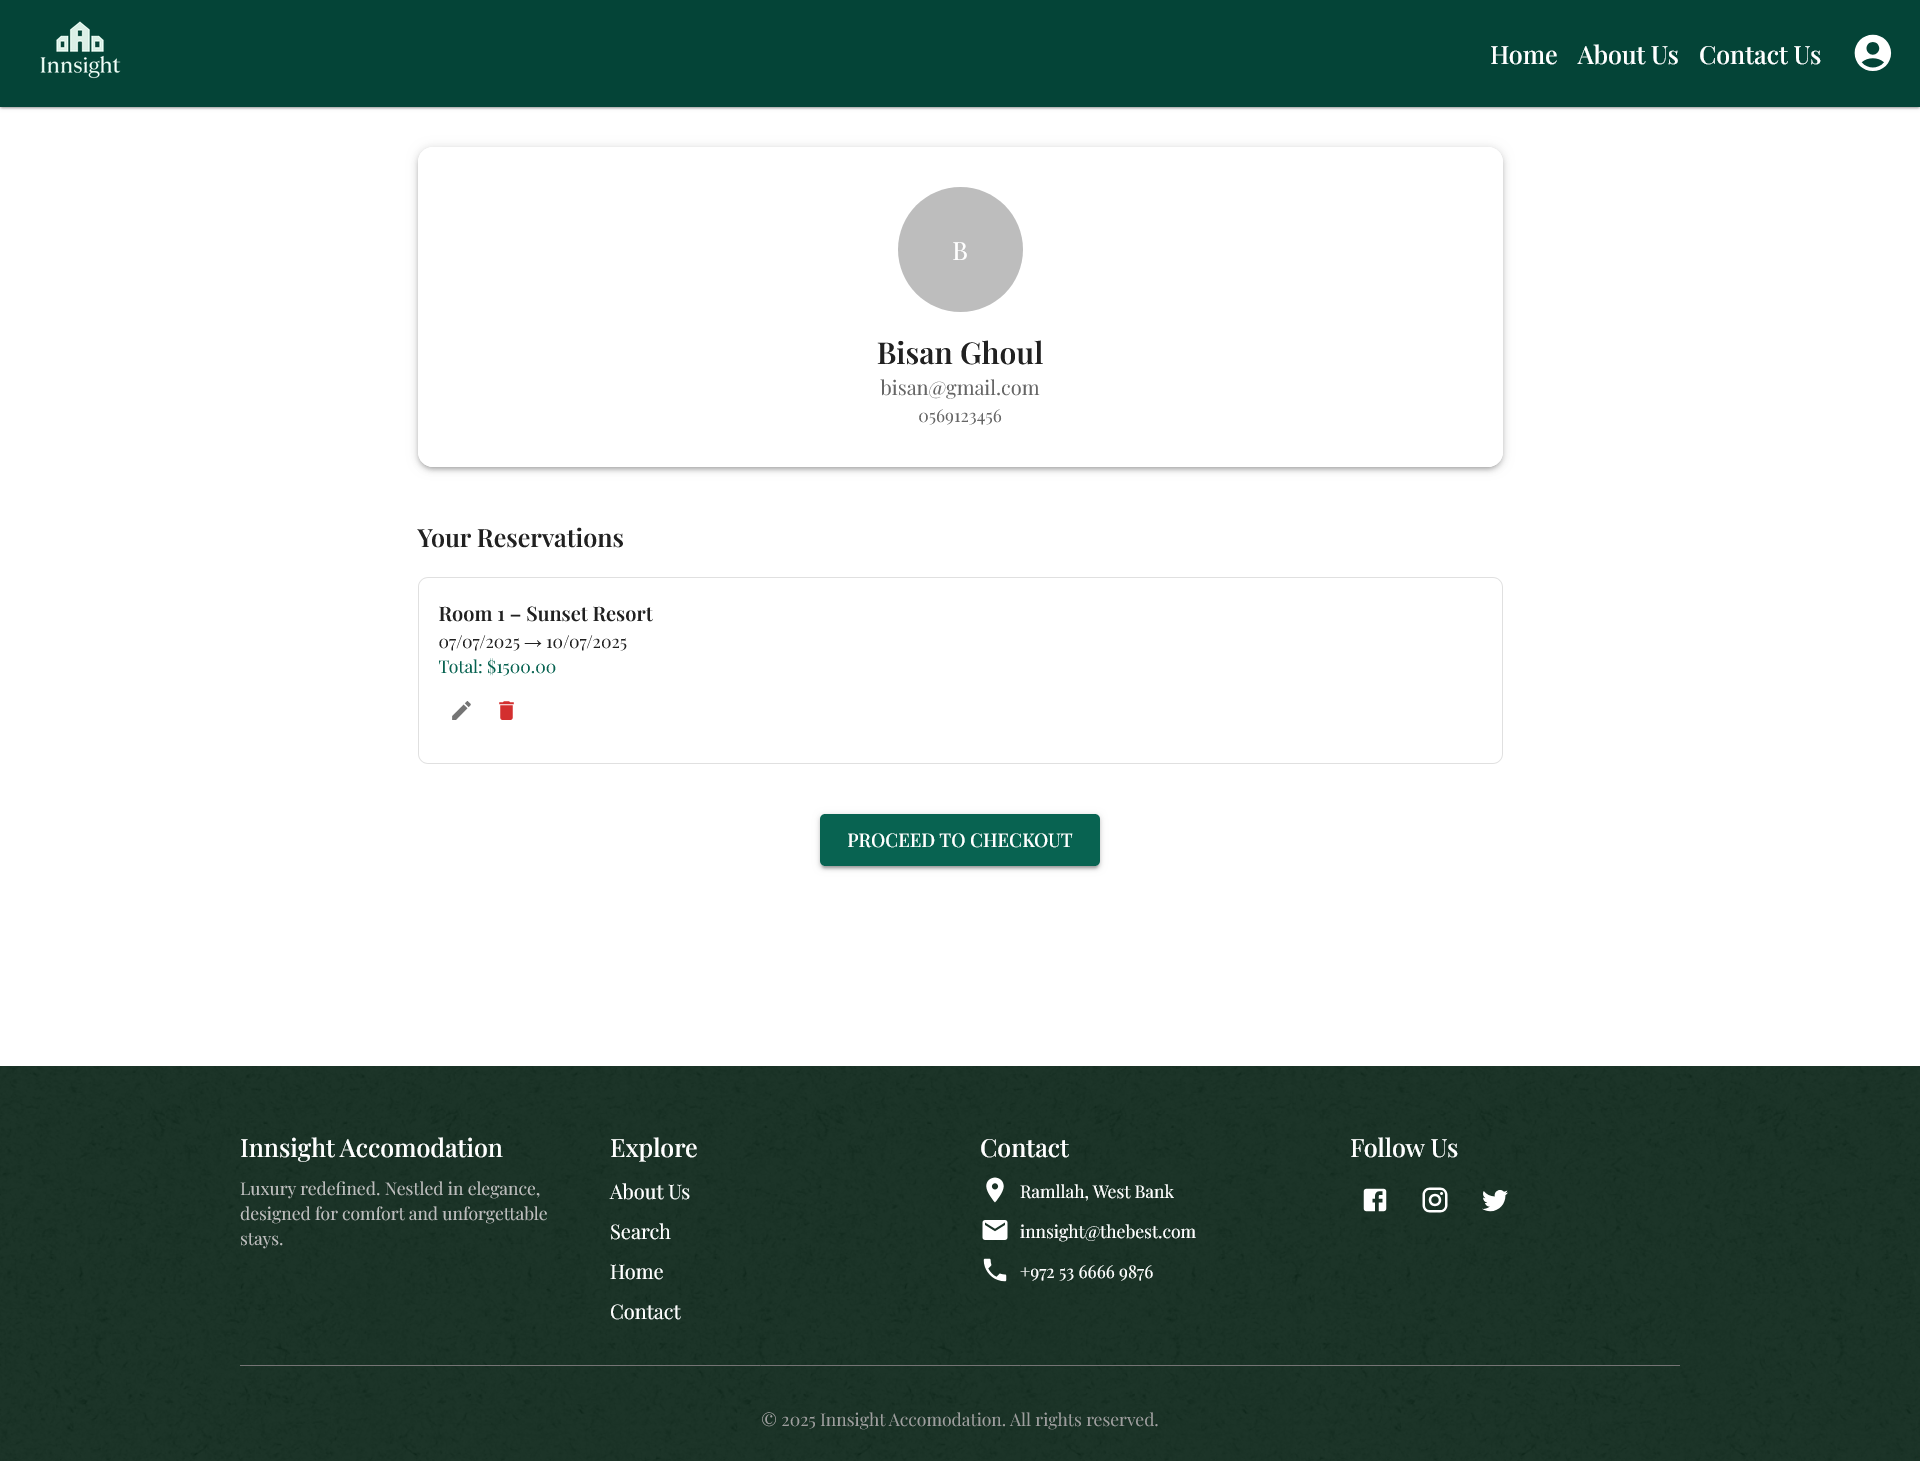 Innsight
Home About Us Contact Us
B
Bisan Ghoul
bisan@gmail.com
0569123456
Your Reservations
Room 1 – Sunset Resort
07/07/2025 → 10/07/2025
Total: $1500.00
PROCEED TO CHECKOUT
Innsight Accomodation
Luxury redefined. Nestled in elegance,
designed for comfort and unforgettable
stays.
Explore
About Us
Search
Home
Contact
Contact
Ramllah, West Bank
innsight@thebest.com
+972 53 6666 9876
Follow Us
© 2025 Innsight Accomodation. All rights reserved.